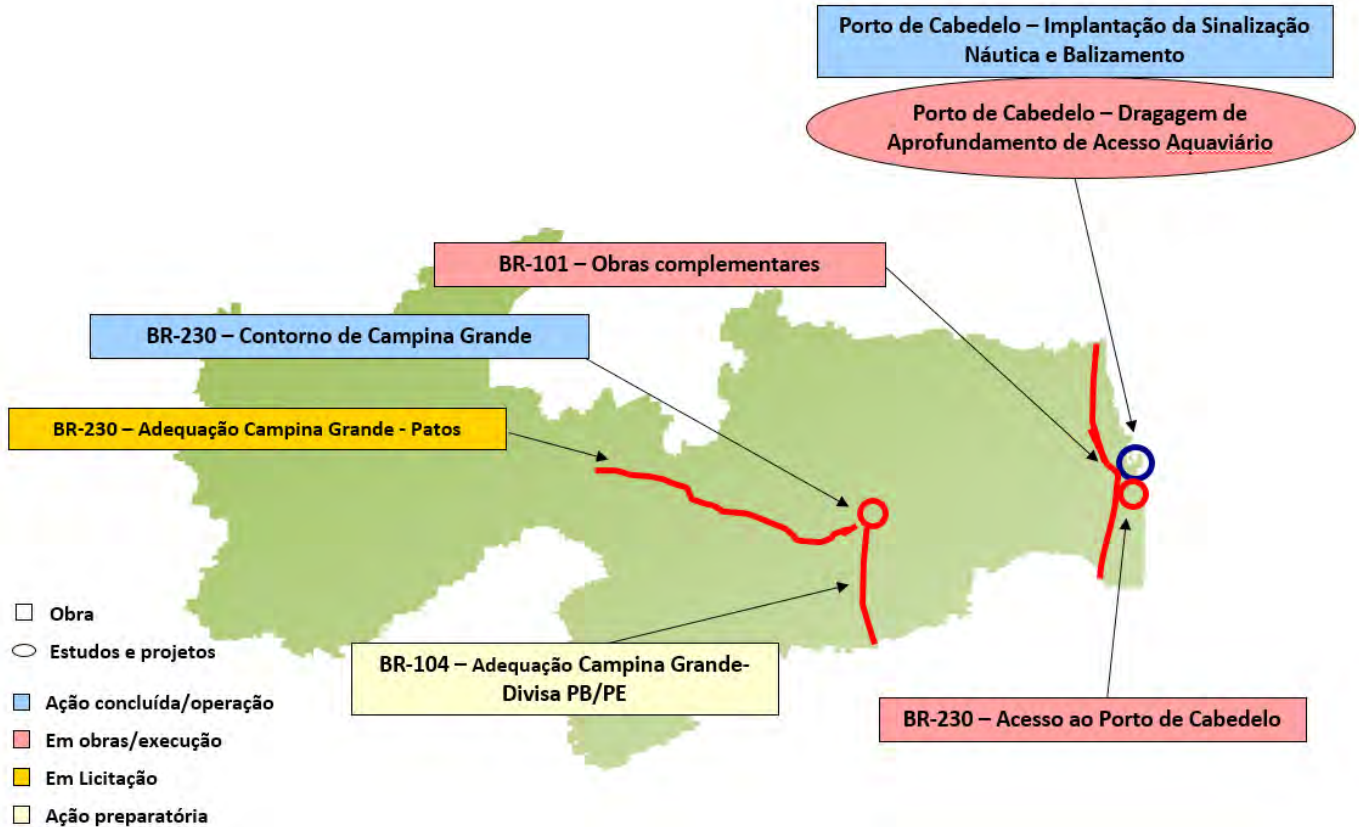 Porto de Cabedelo – Implantação da Sinalização
Náutica e Balizamento
Porto de Cabedelo – Dragagem de
Aprofundamento de Acesso Aquaviário
BR-101 – Obras complementares
BR-230 – Contorno de Campina Grande
BR-230 – Adequação Campina Grande - Patos
BR-104 – Adequação Campina Grande-
Divisa PB/PE
BR-230 – Acesso ao Porto de Cabedelo
Obra
Estudos e projetos
Ação concluída/operação
Em obras/execução
Em Licitação
Ação preparatória